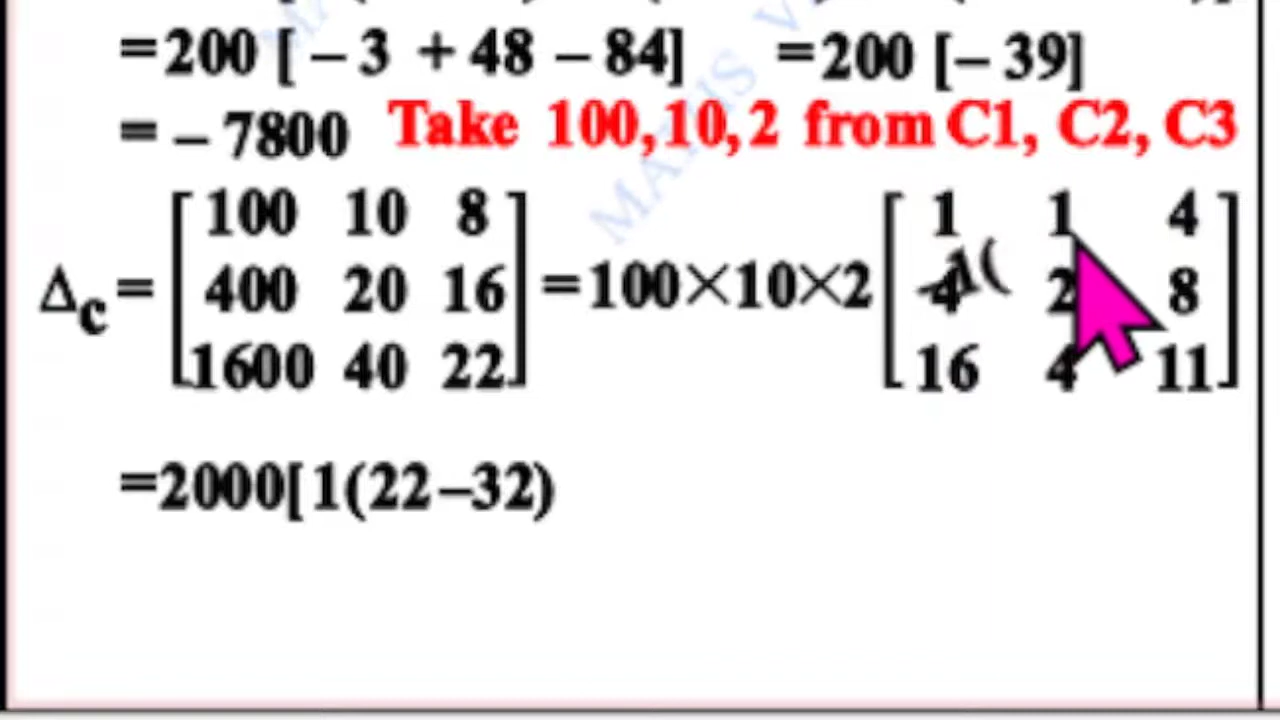 =200 [ – 3 + 48 – 84] =200 [– 39]
= – 7800 Take 100,10,2 from C1, C2, C3
100 10 8 1 1 4
Δc = 400 20 16 =100×10×2 4 2 8
1600 40 22 16 4 11
=2000[ 1(22–32)
MATHS